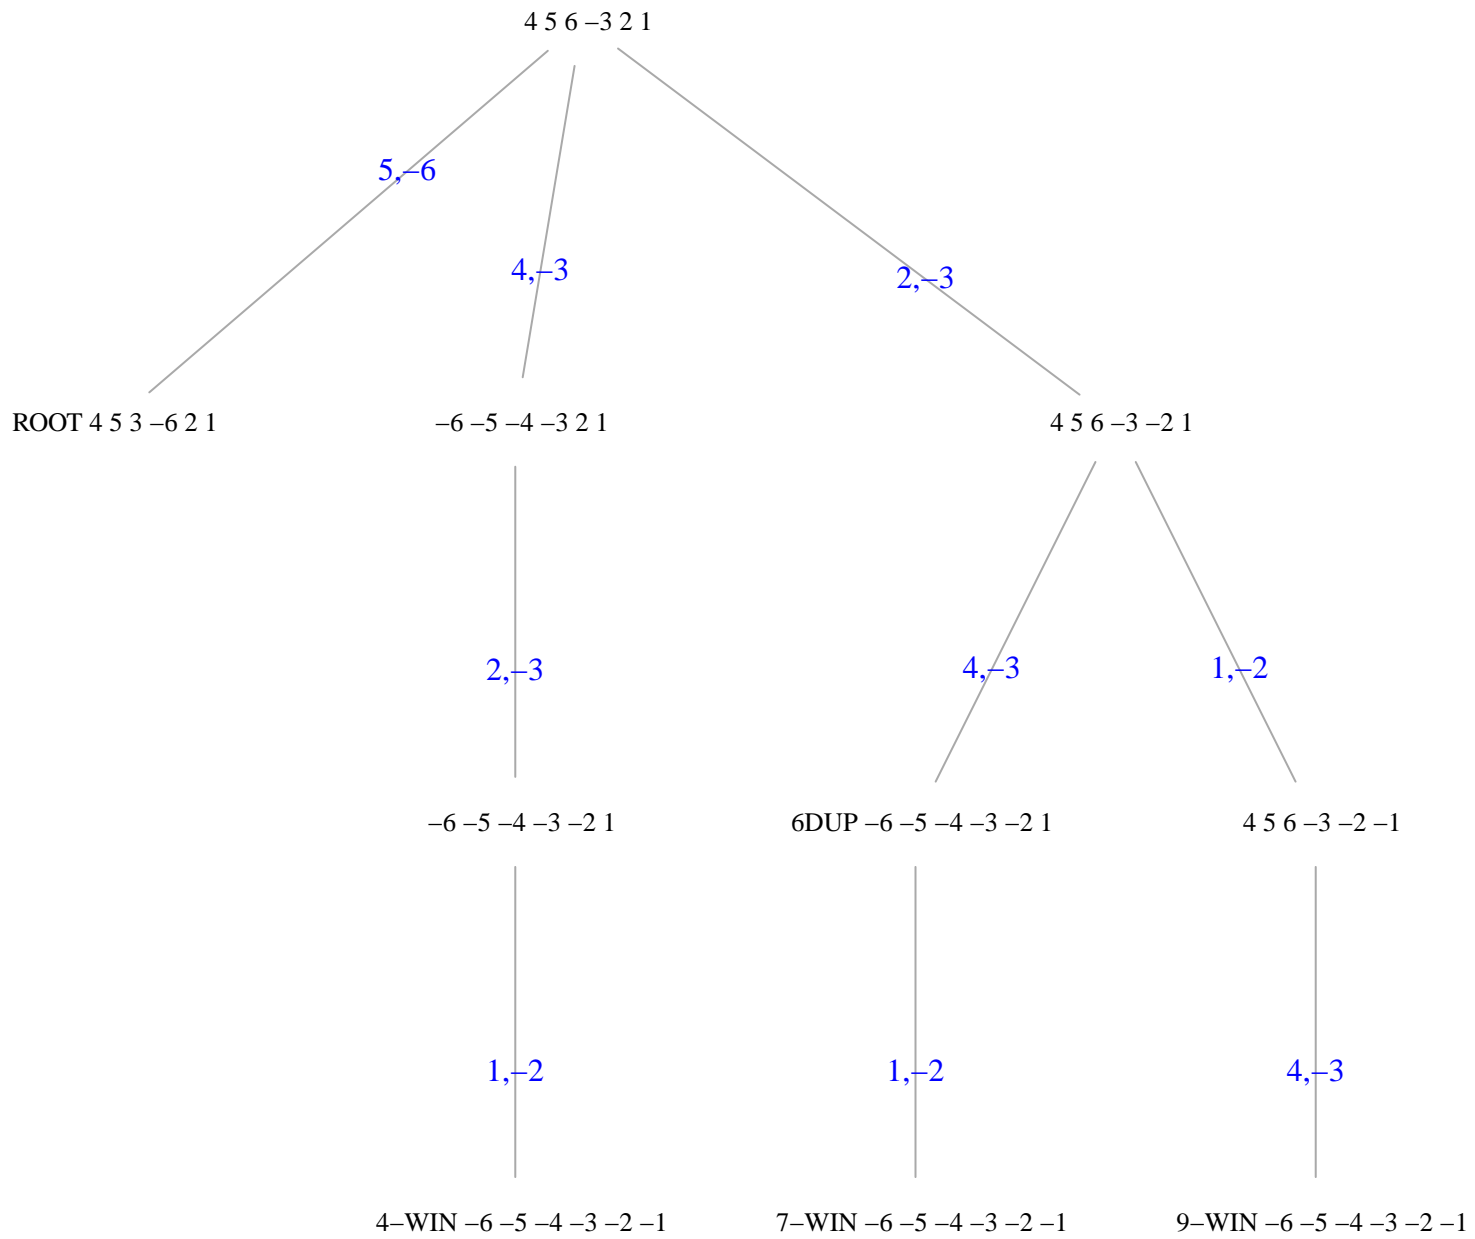 4 5 6 –3 2 1
5,–6
4,–3
2,–3
ROOT 4 5 3 –6 2 1
–6 –5 –4 –3 2 1
4 5 6 –3 –2 1
2,–3
4,–3
1,–2
–6 –5 –4 –3 –2 1
6DUP –6 –5 –4 –3 –2 1
4 5 6 –3 –2 –1
1,–2
1,–2
4,–3
4–WIN –6 –5 –4 –3 –2 –1
7–WIN –6 –5 –4 –3 –2 –1
9–WIN –6 –5 –4 –3 –2 –1